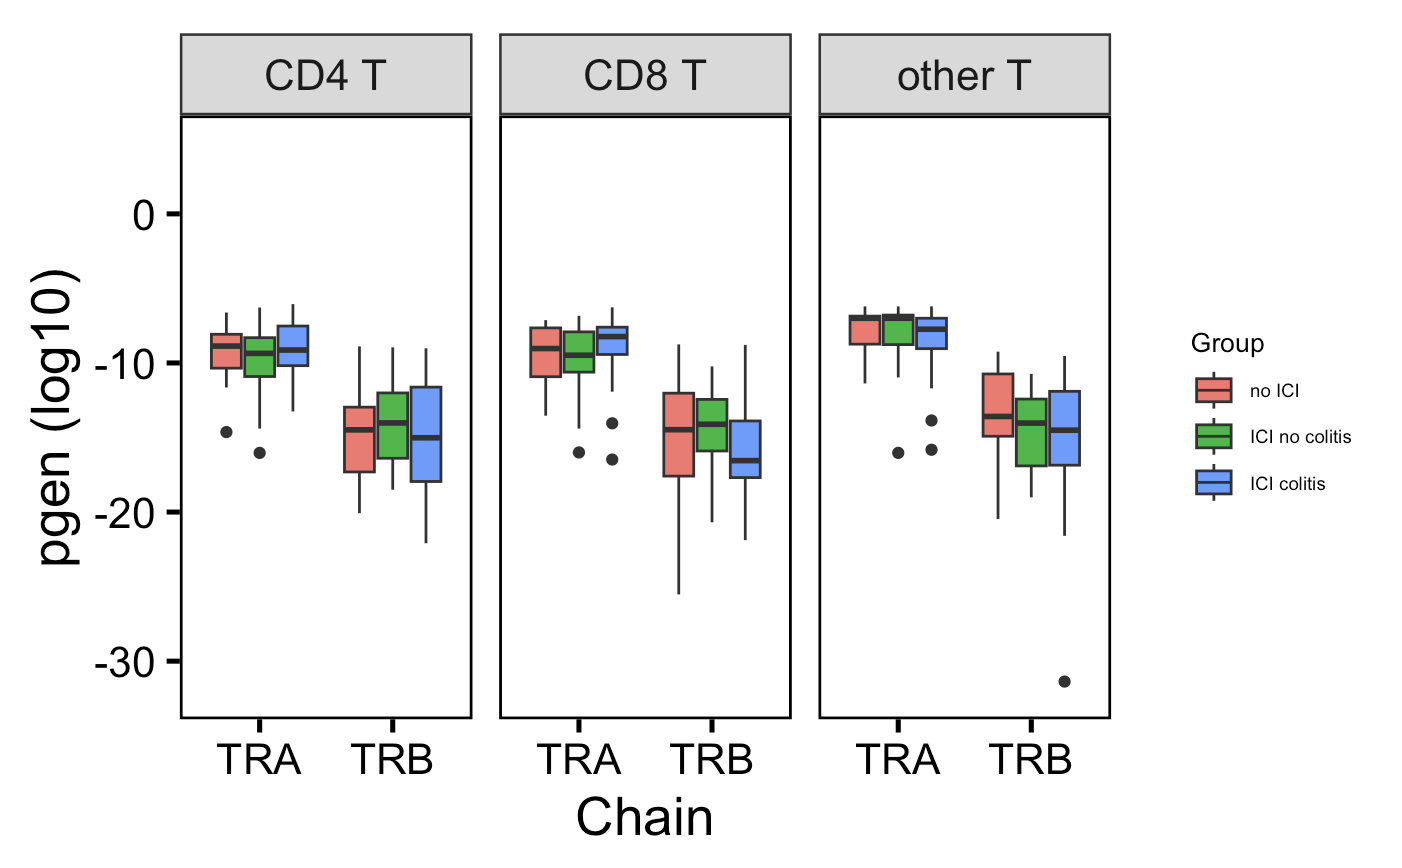 CD4 T
CD8 T
other T
pgen (log10)
0
-10
-20
-30
TRA
TRB
TRA
TRB
TRA
TRB
Chain
Group
no ICI
ICI no colitis
ICI colitis